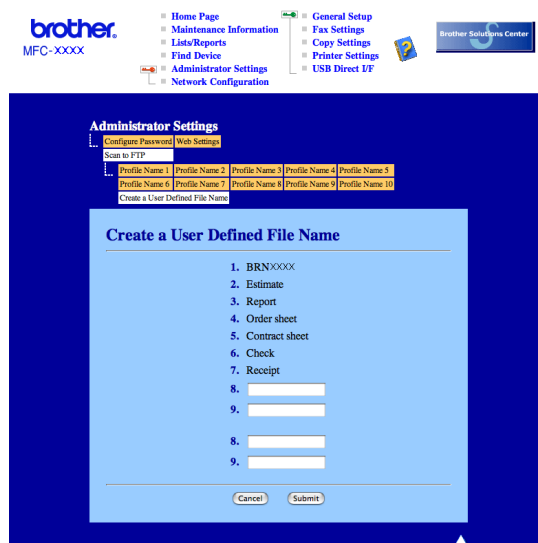 brother.
MFC-XXXX
Home Page
Maintenance Information
Lists/Reports
Find Device
Administrator Settings
Network Configuration
General Setup
Fax Settings
Copy Settings
Printer Settings
USB Direct I/F
Brother Solutions Center
Administrator Settings
Configure Password Web Settings
Scan to FTP
Profile Name 1 Profile Name 2 Profile Name 3 Profile Name 4 Profile Name 5
Profile Name 6 Profile Name 7 Profile Name 8 Profile Name 9 Profile Name 10
Create a User Defined File Name
Create a User Defined File Name
1. BRNXXXX
2. Estimate
3. Report
4. Order sheet
5. Contract sheet
6. Check
7. Receipt
8.
9.
8.
9.
Cancel Submit